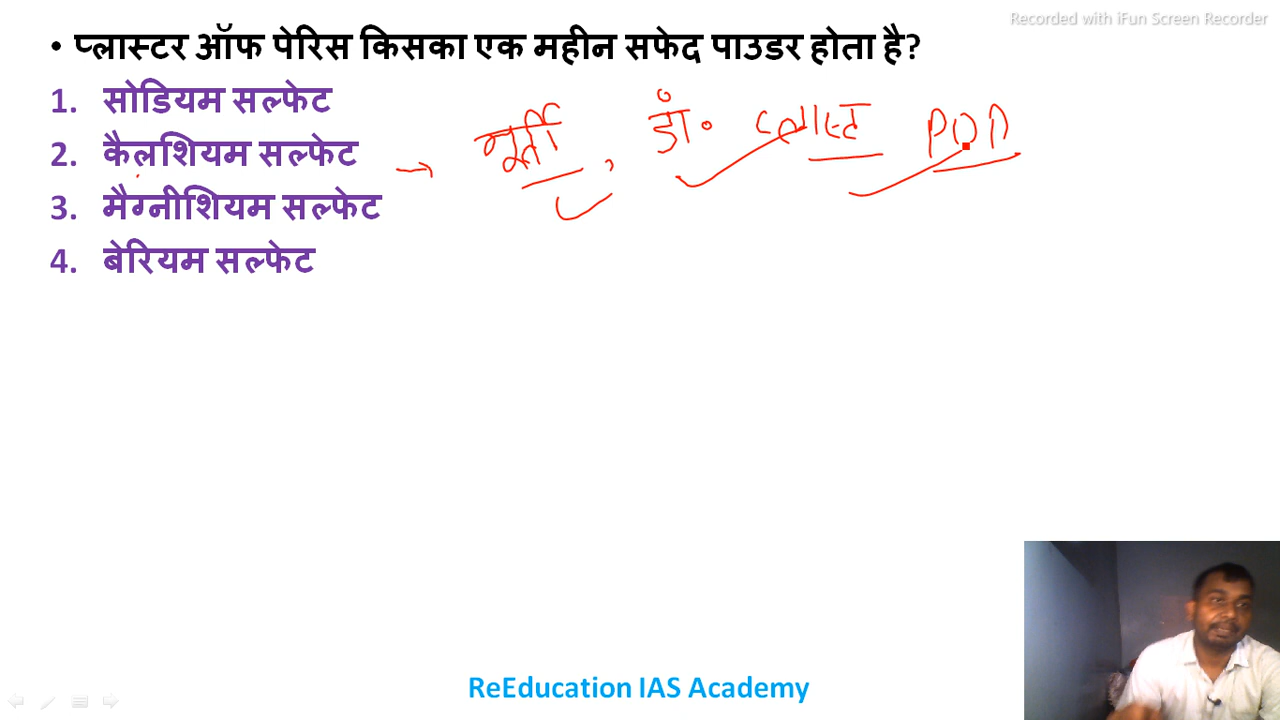 Recorded with iFun Screen Recorder
• प्लास्टर ऑफ पेरिस किसका एक महीन सफेद पाउडर होता है?
1. सोडियम सल्फेट
2. कैलशियम सल्फेट
3. मैग्नीशियम सल्फेट
4. बेरियम सल्फेट
→ मूर्ती , डॉ०
ReEducation IAS Academy